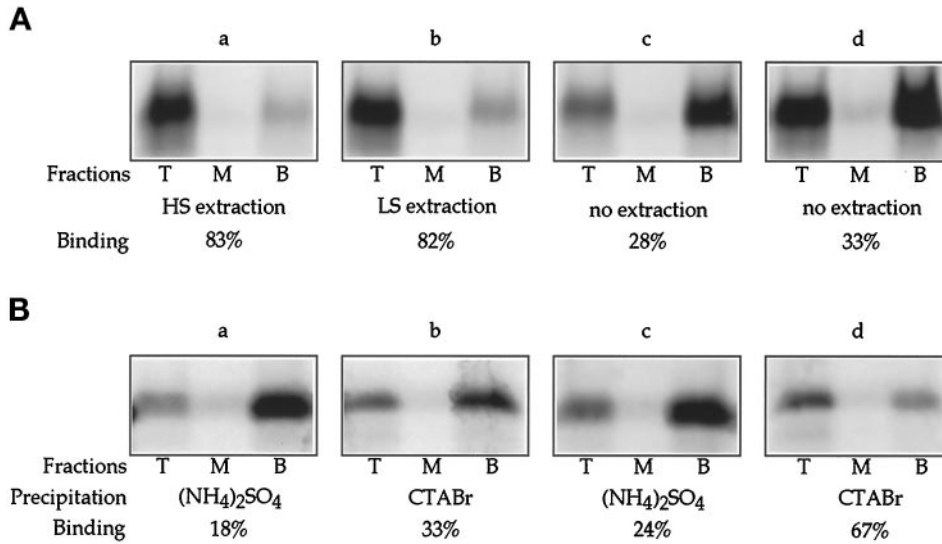 A
a b c d
Fractions T M B T M B T M B T M B
HS extraction LS extraction no extraction no extraction
Binding 83% 82% 28% 33%
B
a b c d
Fractions T M B T M B T M B T M B
Precipitation (NH4)2SO4 CTABr (NH4)2SO4 CTABr
Binding 18% 33% 24% 67%